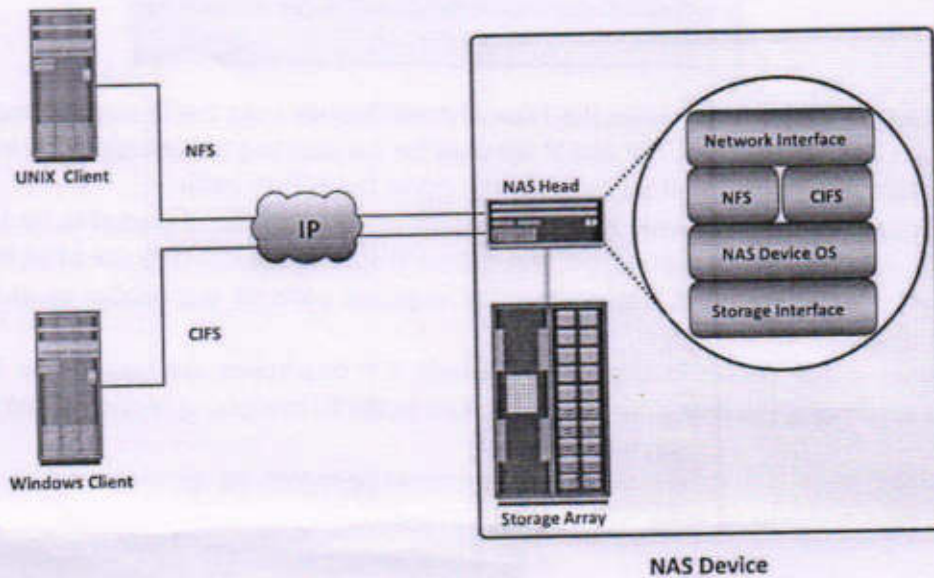 UNIX Client
NFS
IP
CIFS
Windows Client
NAS Head
Network Interface
NFS CIFS
NAS Device OS
Storage Interface
Storage Array
NAS Device